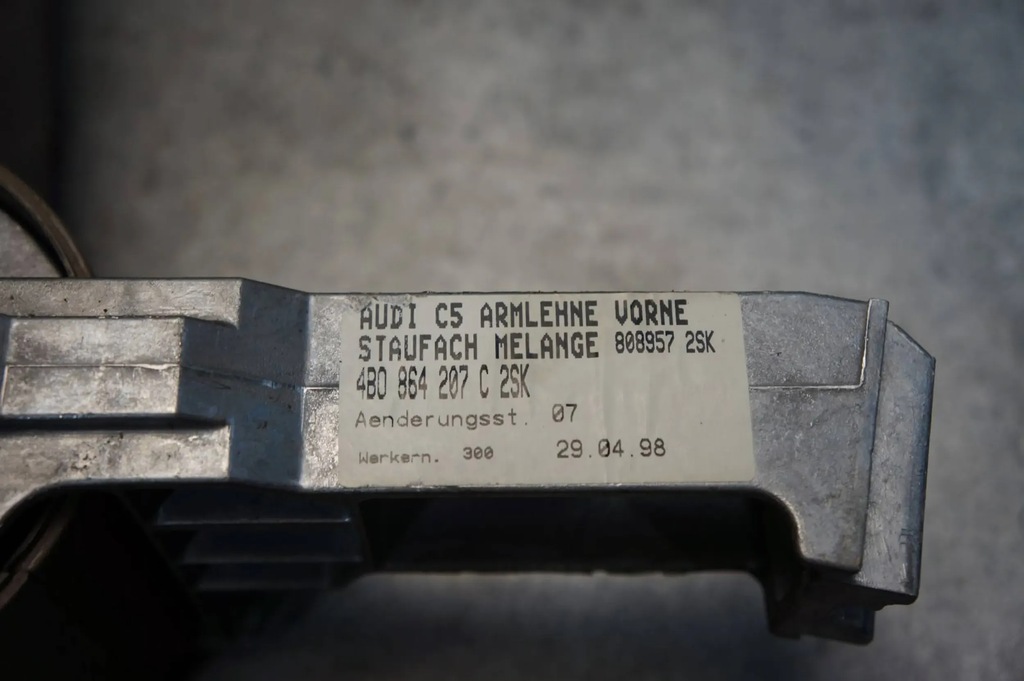 AUDI C5 ARMLEHNE VORNE
STAUFACH MELANGE 808957 2SK
4B0 864 207 C 2SK
Aenderungsst. 07
Werkern. 300 29.04.98